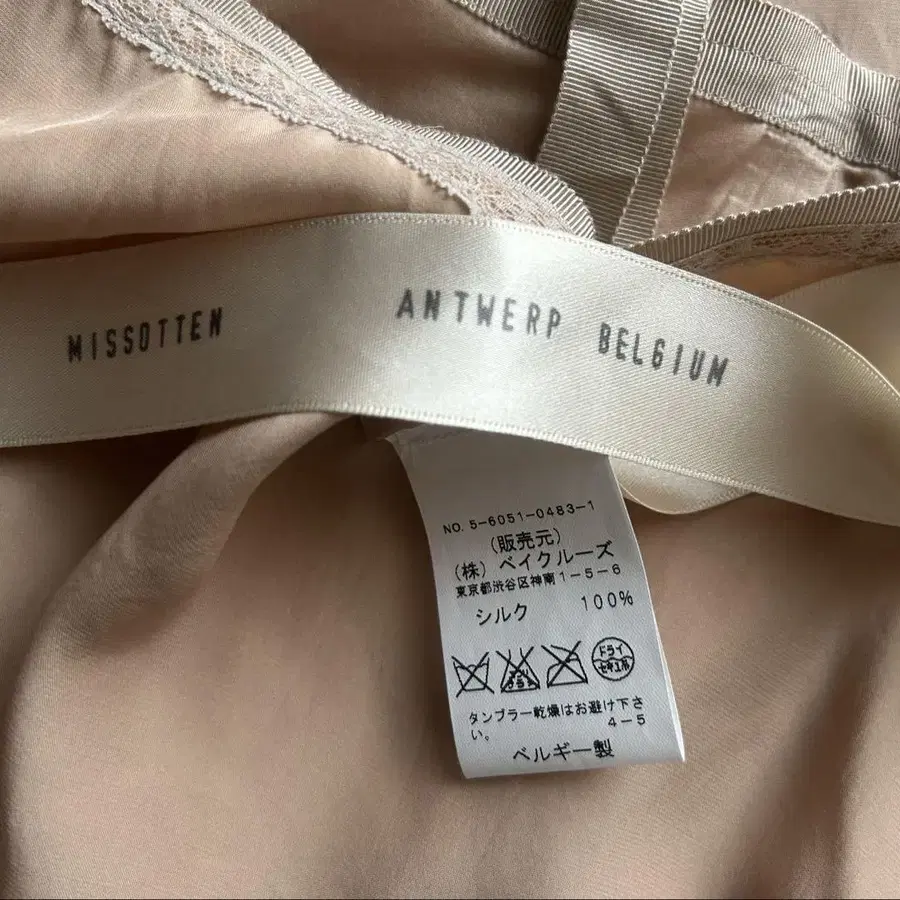 MISSOTTEN ANTWERP BELGIUM
NO. 5-6051-0483-1
(販売元)
(株) ベイクルーズ
東京都渋谷区神南1-5-6
シルク 100%
ドライ
セキユ系
タンブラー乾燥はお避け下さ
い。 4-5
ベルギー製